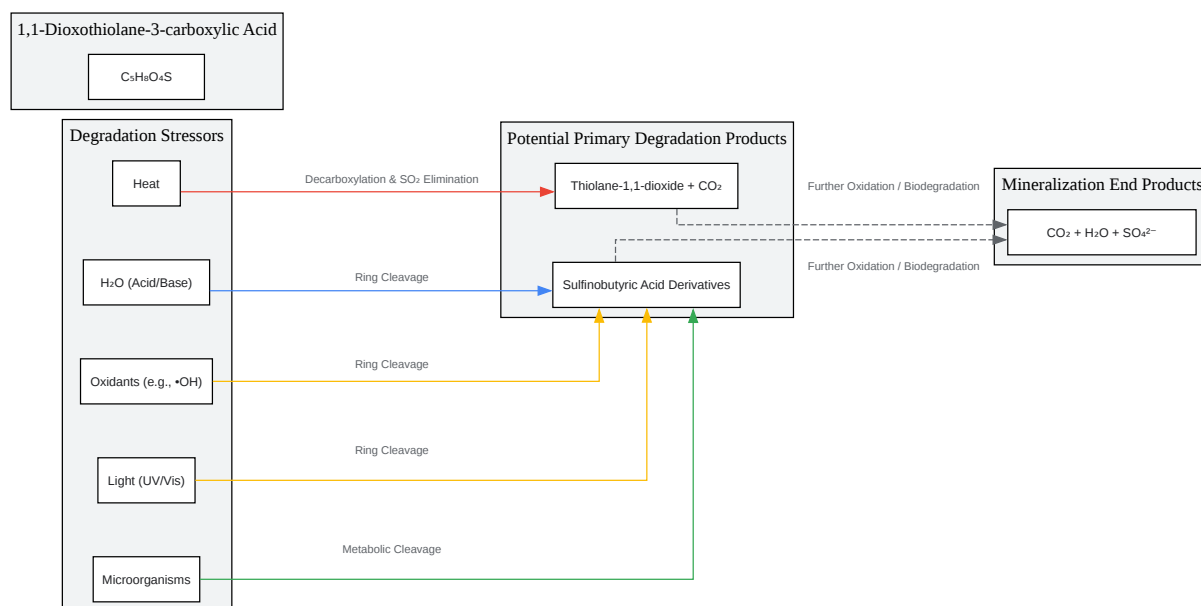 1,1-Dioxothiolane-3-carboxylic Acid
C₅H₈O₄S
Degradation Stressors
Heat
H₂O (Acid/Base)
Oxidants (e.g., •OH)
Light (UV/Vis)
Microorganisms
Decarboxylation & SO₂ Elimination
Ring Cleavage
Ring Cleavage
Ring Cleavage
Metabolic Cleavage
Potential Primary Degradation Products
Thiolane-1,1-dioxide + CO₂
Sulfinobutyric Acid Derivatives
Further Oxidation / Biodegradation
Further Oxidation / Biodegradation
Mineralization End Products
CO₂ + H₂O + SO₄²⁻